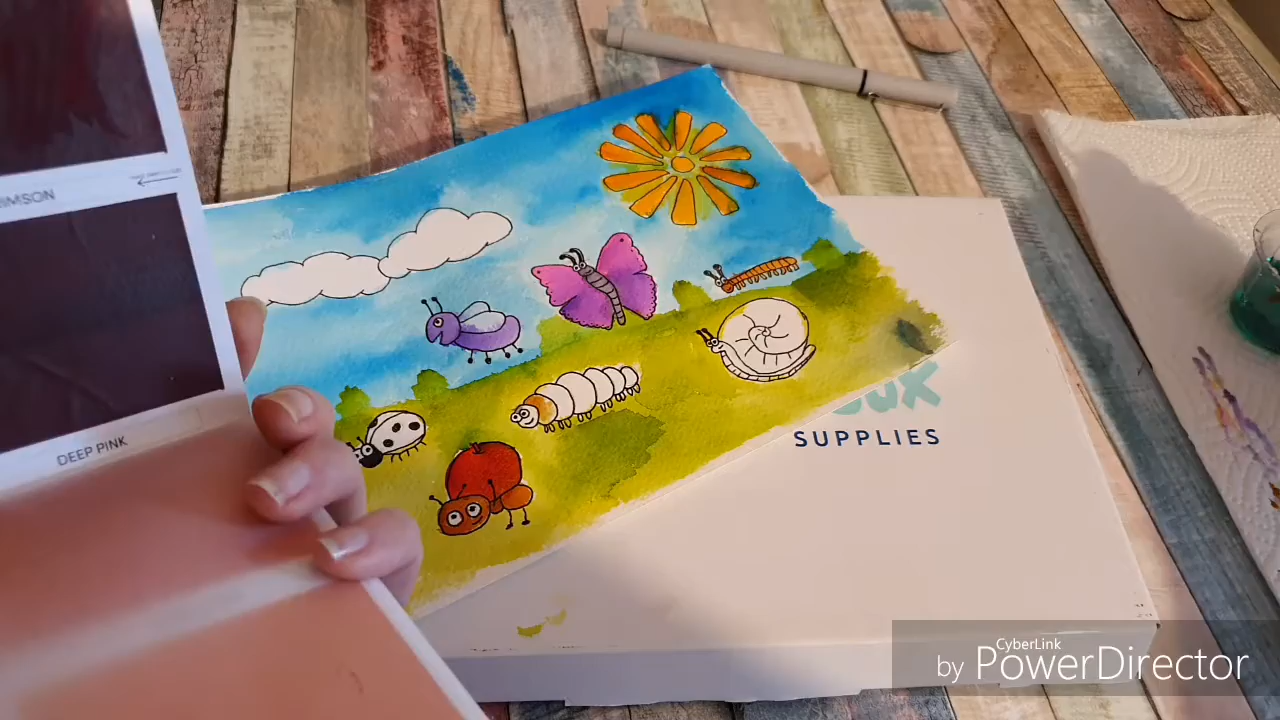 IMSON
DEEP PINK
SUPPLIES
CyberLink
by PowerDirector